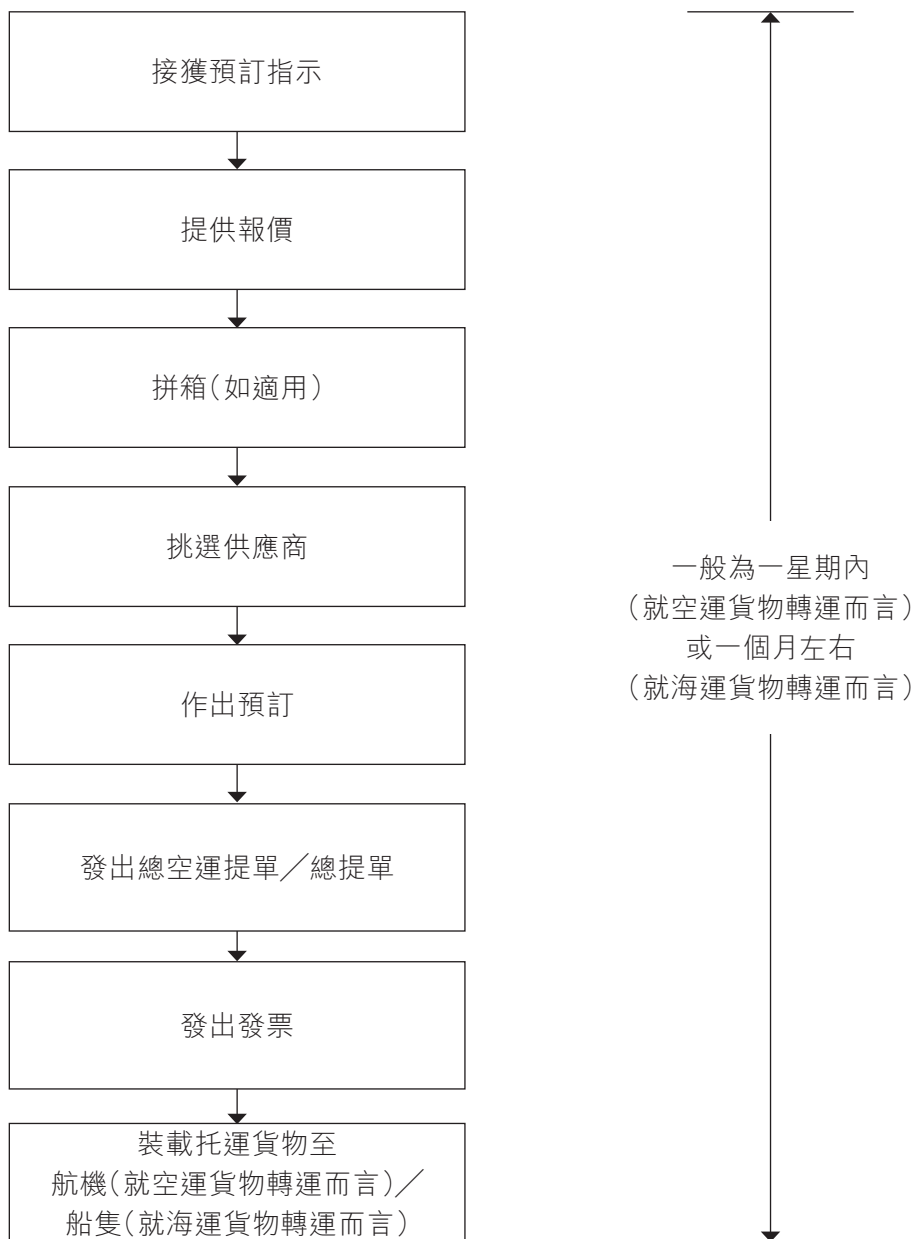 接獲預訂指示
提供報價
拼箱(如適用)
挑選供應商
作出預訂
發出總空運提單╱總提單
發出發票
裝載托運貨物至
航機(就空運貨物轉運而言)╱
船隻(就海運貨物轉運而言)
一般為一星期內
(就空運貨物轉運而言)
或一個月左右
(就海運貨物轉運而言)